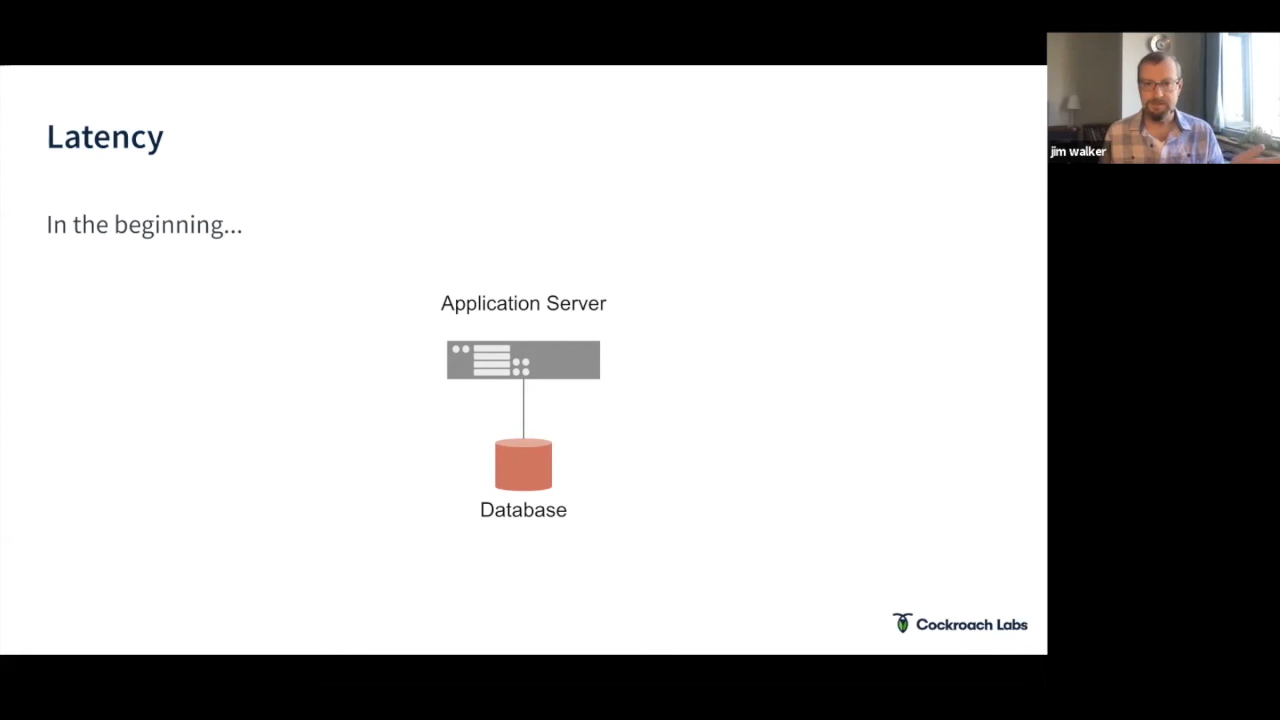 Latency
In the beginning...
Application Server
Database
Cockroach Labs
jim walker